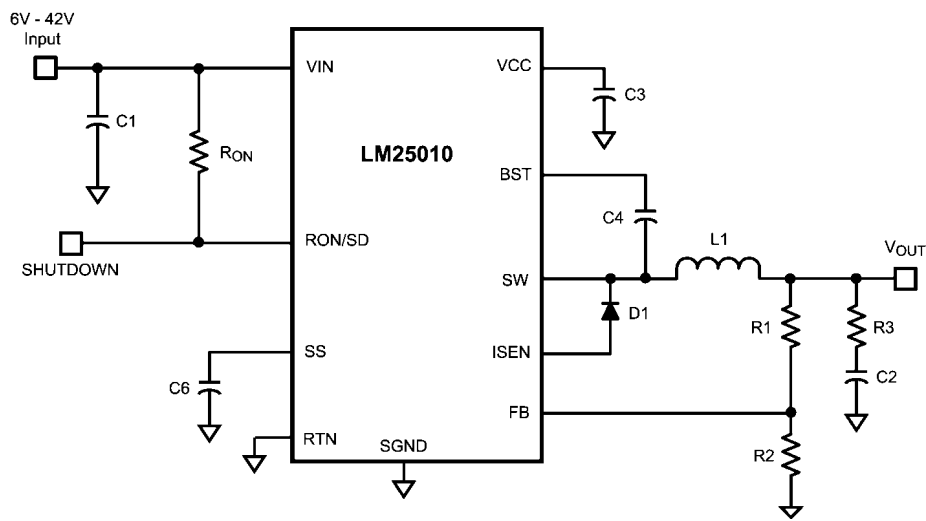 6V - 42V
Input
VIN
VCC
C3
C1
RON
LM25010
BST
C4
L1
VOUT
SHUTDOWN
RON/SD
SW
D1
R1
R3
ISEN
C2
SS
C6
FB
RTN
SGND
R2